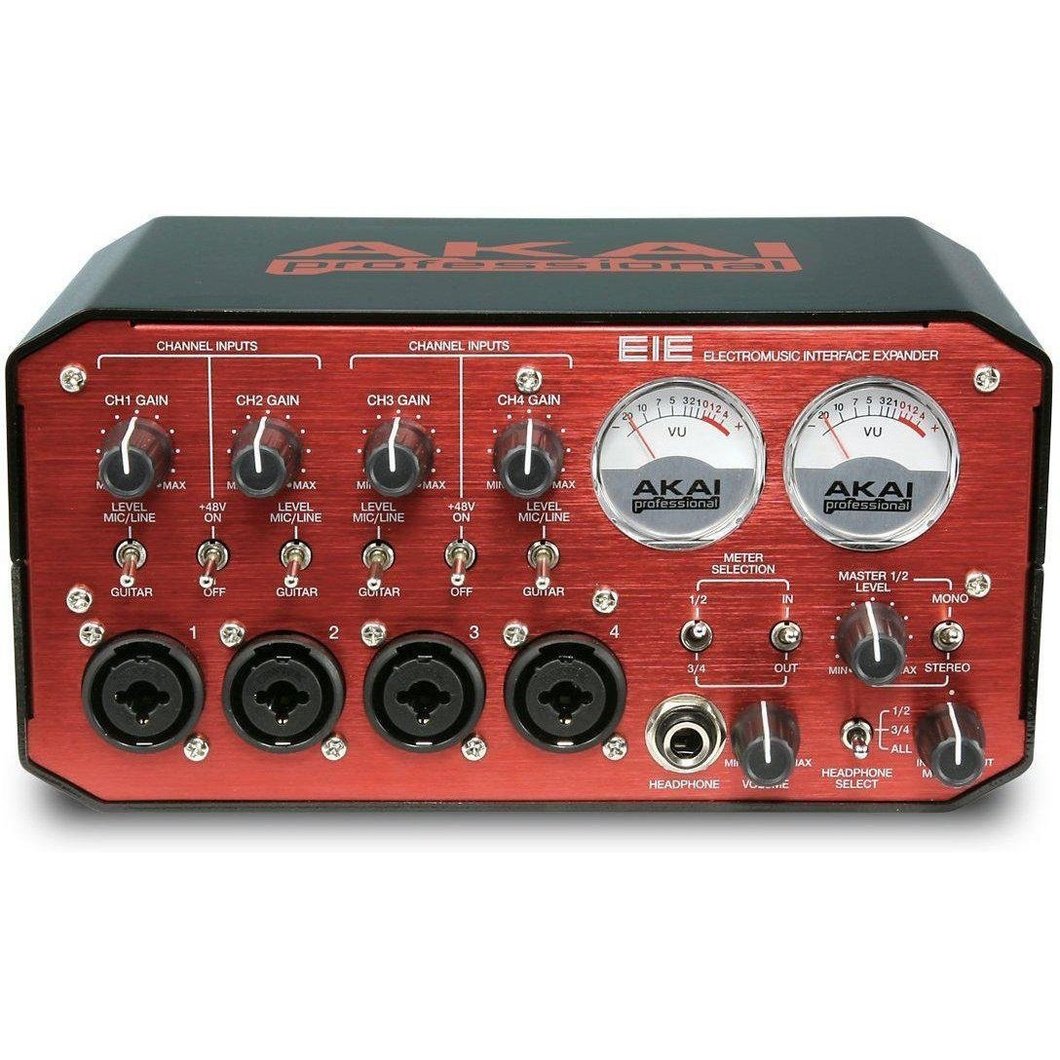 AKAI
professional
CHANNEL INPUTS
CHANNEL INPUTS
EIE ELECTROMUSIC INTERFACE EXPANDER
CH1 GAIN
CH2 GAIN
CH3 GAIN
CH4 GAIN
20 10 7 5 3 2 1 0 1 2 4 +
VU
AKAI
professional
20 10 7 5 3 2 1 0 1 2 4 +
VU
AKAI
professional
MAX
MAX
MAX
MIN MAX
LEVEL
MIC/LINE
+48V
ON
LEVEL
MIC/LINE
LEVEL
MIC/LINE
+48V
ON
LEVEL
MIC/LINE
GUITAR
OFF
GUITAR
GUITAR
OFF
GUITAR
1
2
3
4
METER
SELECTION
1/2
IN
3/4
OUT
MASTER 1/2
LEVEL
MONO
MIN
STEREO
HEADPHONE
VOLUME
1/2
3/4
ALL
HEADPHONE
SELECT